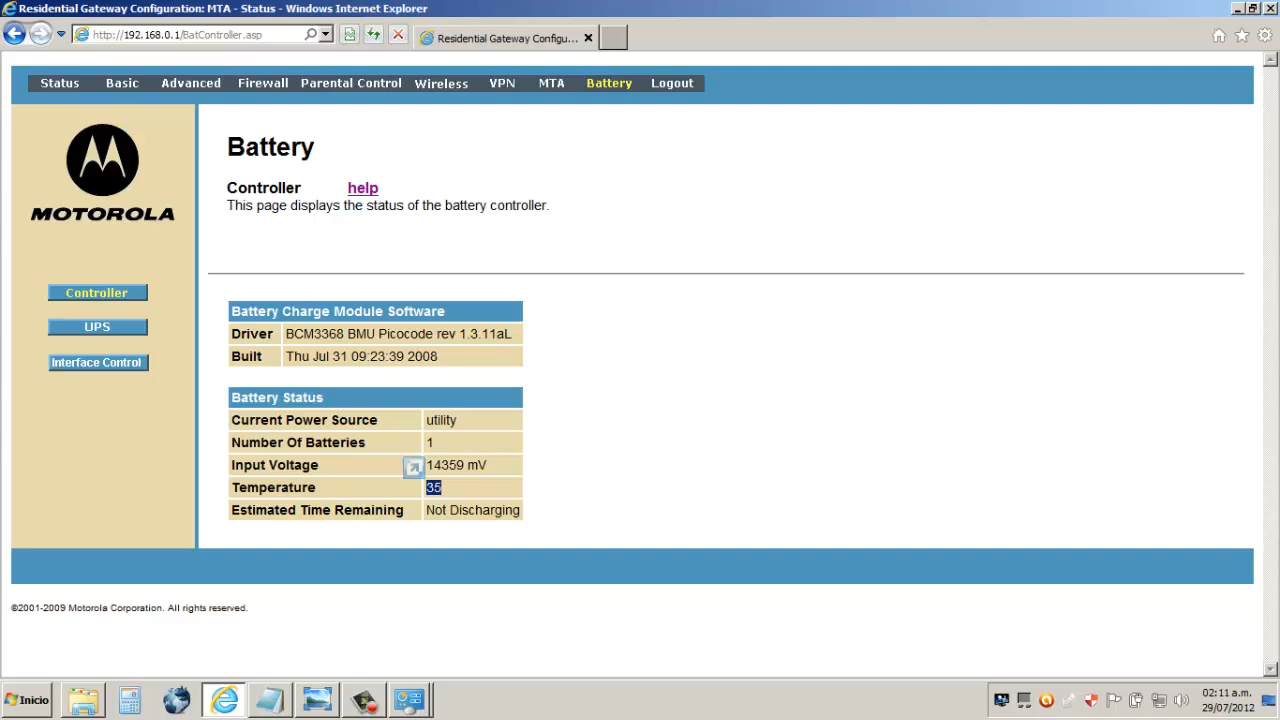 Residential Gateway Configuration: MTA - Status - Windows Internet Explorer
http://192.168.0.1/BatController.asp
Residential Gateway Configu...
Status Basic Advanced Firewall Parental Control Wireless VPN MTA Battery Logout
MOTOROLA
Controller
UPS
Interface Control
Battery
Controller help
This page displays the status of the battery controller.
Battery Charge Module Software
Driver BCM3368 BMU Picocode rev 1.3.11aL
Built Thu Jul 31 09:23:39 2008
Battery Status
Current Power Source utility
Number Of Batteries 1
Input Voltage 14359 mV
Temperature 35
Estimated Time Remaining Not Discharging
©2001-2009 Motorola Corporation. All rights reserved.
Inicio
02:11 a.m.
29/07/2012